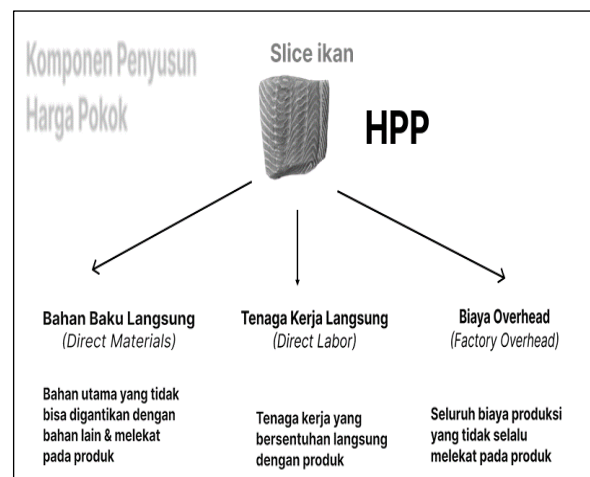 Komponen Penyusun
Harga Pokok
Slice ikan
HPP
Bahan Baku Langsung
(Direct Materials)
Bahan utama yang tidak
bisa digantikan dengan
bahan lain & melekat
pada produk
Tenaga Kerja Langsung
(Direct Labor)
Tenaga kerja yang
bersentuhan langsung
dengan produk
Biaya Overhead
(Factory Overhead)
Seluruh biaya produksi
yang tidak selalu
melekat pada produk